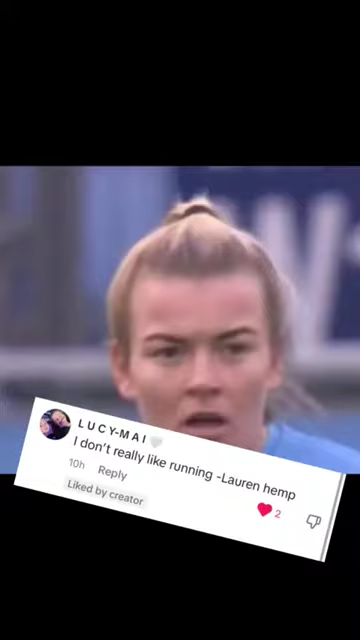 LUCY-MAI🤍
I don't really like running -Lauren hemp
10h Reply
2
Liked by creator